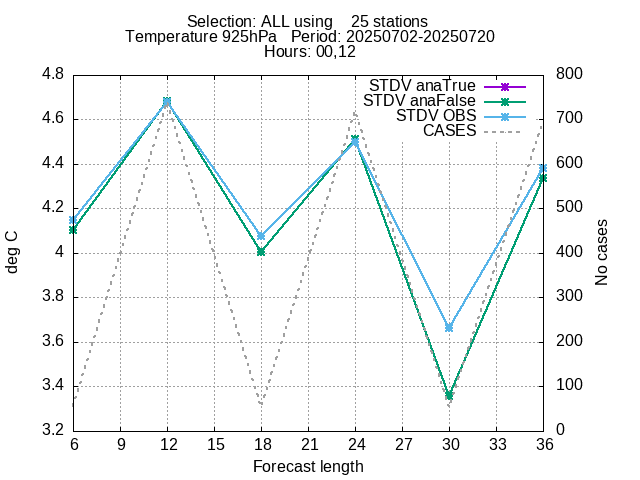 Selection: ALL using    25 stations
Temperature 925hPa   Period: 20250702-20250720
Hours: 00,12
STDV anaTrue
STDV anaFalse
STDV OBS
CASES
4.8
4.6
4.4
4.2
4
3.8
3.6
3.4
3.2
deg C
800
700
600
500
400
300
200
100
0
No cases
6 9 12 15 18 21 24 27 30 33 36
Forecast length